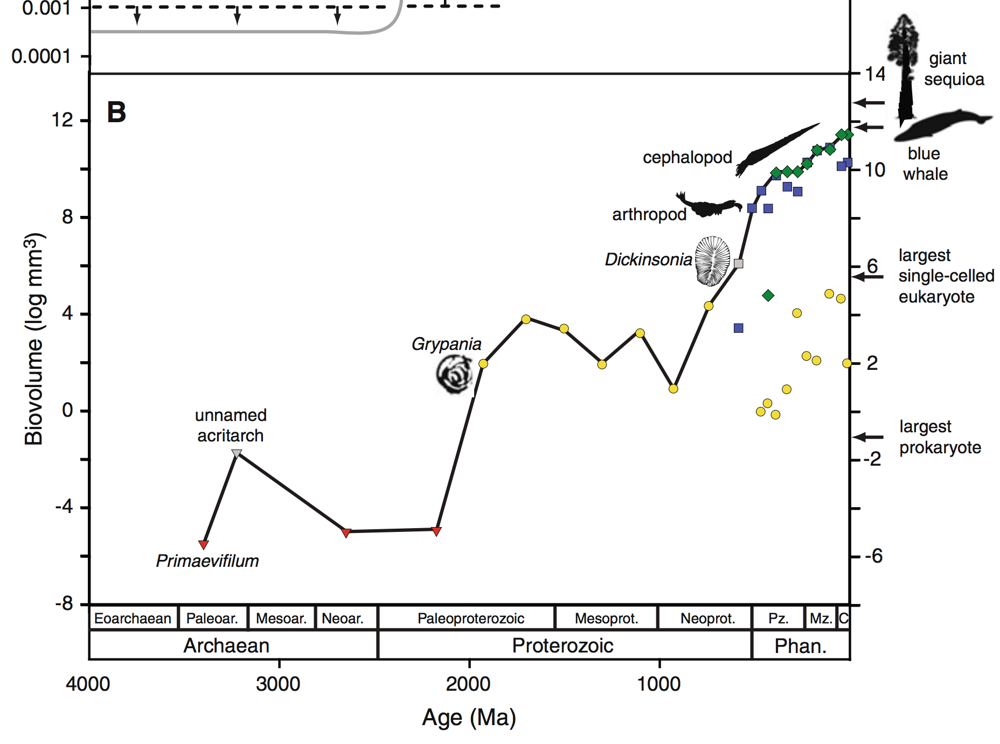 0.001
0.0001
B
14
giant
sequioa
12
cephalopod
blue
whale
10
arthropod
8
Dickinsonia
largest
single-celled
eukaryote
6
4
Grypania
2
unnamed
acritarch
0
largest
prokaryote
-2
-4
Primaevifilum
-6
-8
Biovolume (log mm³)
Eoarchaean Paleoar. Mesoar. Neoar. Paleoproterozoic Mesoprot. Neoprot. Pz. Mz. C
Archaean Proterozoic Phan.
4000 3000 2000 1000
Age (Ma)